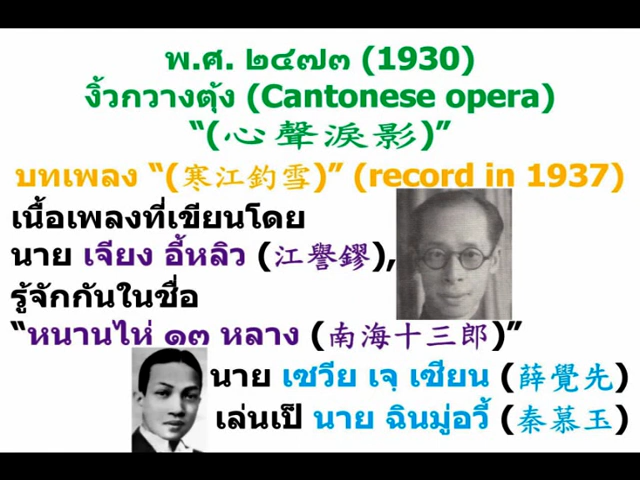 พ.ศ. ๒๔๗๓ (1930)
งิ้วกวางตุ้ง (Cantonese opera)
“(心聲淚影)”
บทเพลง “(寒江釣雪)” (record in 1937)
เนื้อเพลงที่เขียนโดย
นาย เจียง อี้หลิว (江譽鏐),
รู้จักกันในชื่อ
“หนานไห่ ๑๓ หลาง (南海十三郎)”
นาย เซวีย เจฺ เซียน (薛覺先)
เล่นเป็ นาย ฉินมู่อวี้ (秦慕玉)